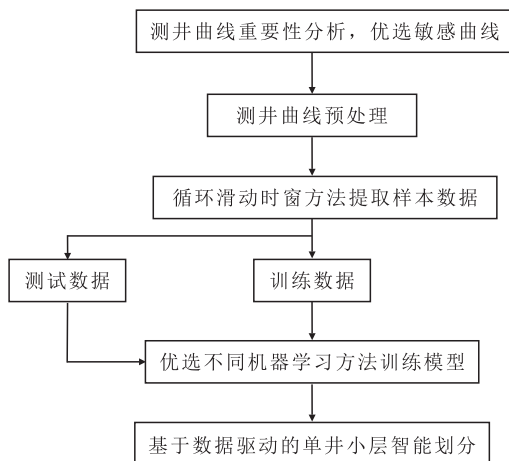 测井曲线重要性分析，优选敏感曲线
测井曲线预处理
循环滑动时窗方法提取样本数据
测试数据
训练数据
优选不同机器学习方法训练模型
基于数据驱动的单井小层智能划分